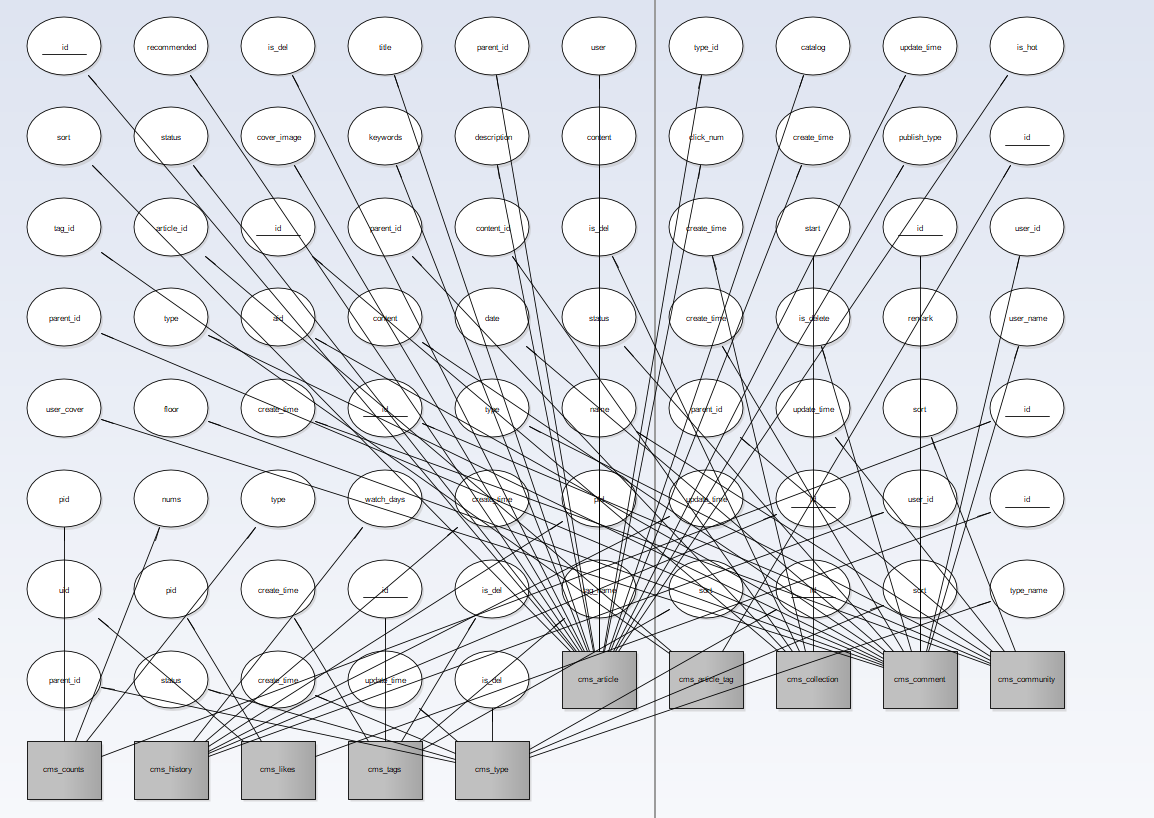 id
recommended
is_del
title
parent_id
user
type_id
catalog
update_time
is_hot
sort
status
cover_image
keywords
description
content
click_num
create_time
publish_type
id
tag_id
article_id
id
parent_id
content_id
is_del
create_time
start
id
user_id
parent_id
type
aid
content
date
status
create_time
is_delete
remark
user_name
user_cover
floor
create_time
id
type
name
parent_id
update_time
sort
id
pid
nums
type
watch_days
create_time
pid
update_time
id
user_id
id
uid
pid
create_time
id
is_del
tag_name
sort
id
sort
type_name
parent_id
status
create_time
update_time
is_del
cms_article
cms_article_tag
cms_collection
cms_comment
cms_community
cms_counts
cms_history
cms_likes
cms_tags
cms_type